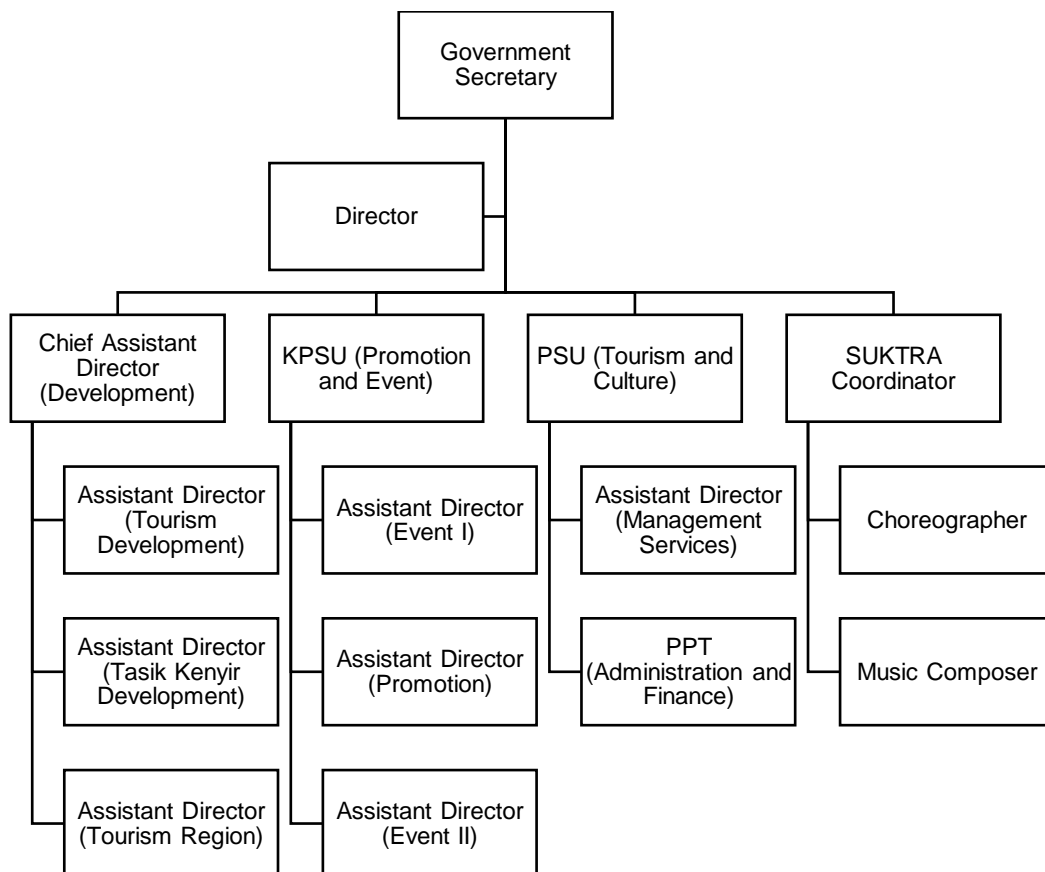 Government
Secretary
Director
Chief Assistant
Director
(Development)
KPSU (Promotion
and Event)
PSU (Tourism and
Culture)
SUKTRA
Coordinator
Assistant Director
(Tourism
Development)
Assistant Director
(Event I)
Assistant Director
(Management
Services)
Choreographer
Assistant Director
(Tasik Kenyir
Development)
Assistant Director
(Promotion)
PPT
(Administration and
Finance)
Music Composer
Assistant Director
(Tourism Region)
Assistant Director
(Event II)